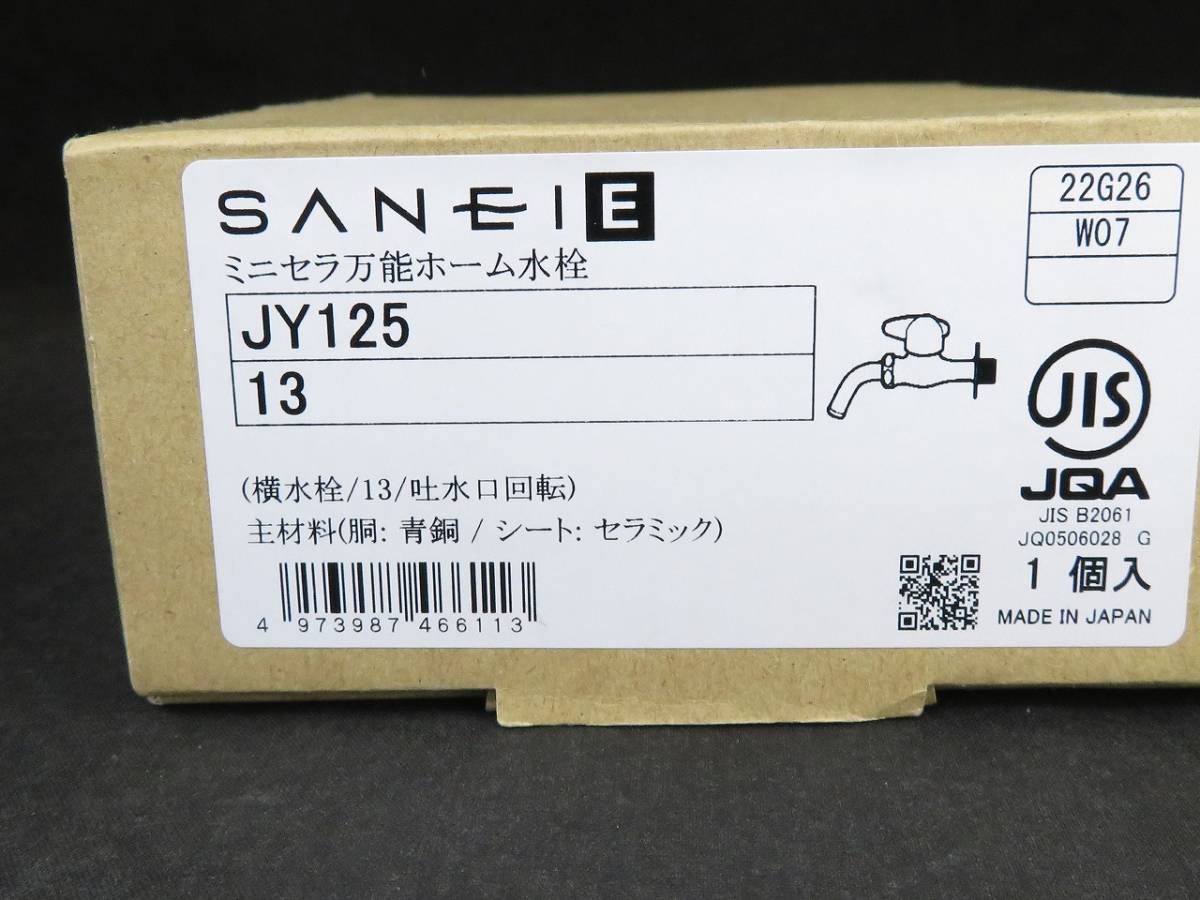 SANEI E
ミニセラ万能ホーム水栓
JY125
13
(横水栓/13/吐水口回転)
主材料(胴: 青銅 / シート: セラミック)
4 973987 466113
22G26
W07
JIS
JQA
JIS B2061
JQ0506028 G
1 個入
MADE IN JAPAN